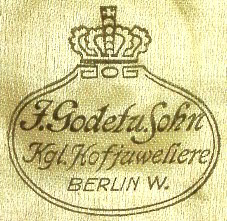 J. Godet u. Sohn
Kgl. Hofjuweliere
BERLIN W.